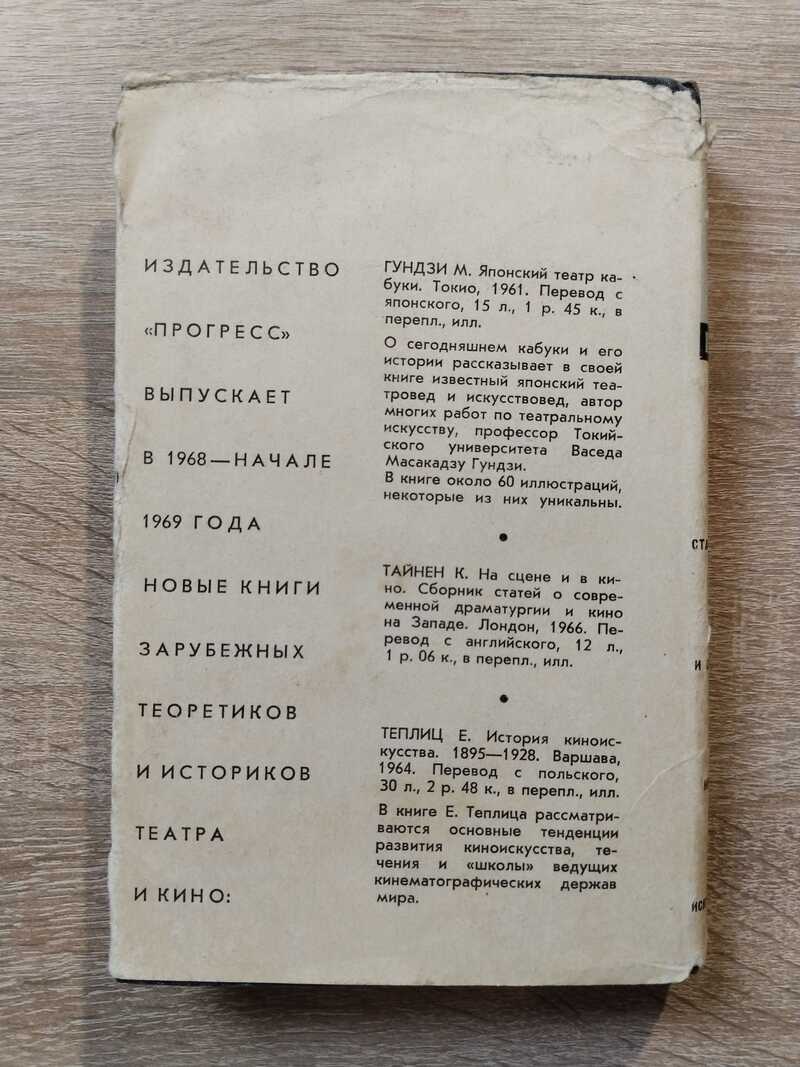 ИЗДАТЕЛЬСТВО
«ПРОГРЕСС»
ВЫПУСКАЕТ
В 1968—НАЧАЛЕ
1969 ГОДА
НОВЫЕ КНИГИ
ЗАРУБЕЖНЫХ
ТЕОРЕТИКОВ
И ИСТОРИКОВ
ТЕАТРА
И КИНО:
ГУНДЗИ М. Японский театр ка-
буки. Токио, 1961. Перевод с
японского, 15 л., 1 р. 45 к., в
перепл., илл.
О сегодняшнем кабуки и его
истории рассказывает в своей
книге известный японский теа-
тровед и искусствовед, автор
многих работ по театральному
искусству, профессор Токий-
ского университета Васеда
Масакадзу Гундзи.
В книге около 60 иллюстраций,
некоторые из них уникальны.
•
ТАЙНЕН К. На сцене и в ки-
но. Сборник статей о совре-
менной драматургии и кино
на Западе. Лондон, 1966. Пе-
ревод с английского, 12 л.,
1 р. 06 к., в перепл., илл.
•
ТЕПЛИЦ Е. История киноис-
кусства. 1895—1928. Варшава,
1964. Перевод с польского,
30 л., 2 р. 48 к., в перепл., илл.
В книге Е. Теплица рассматри-
ваются основные тенденции
развития киноискусства, те-
чения и «школы» ведущих
кинематографических держав
мира.